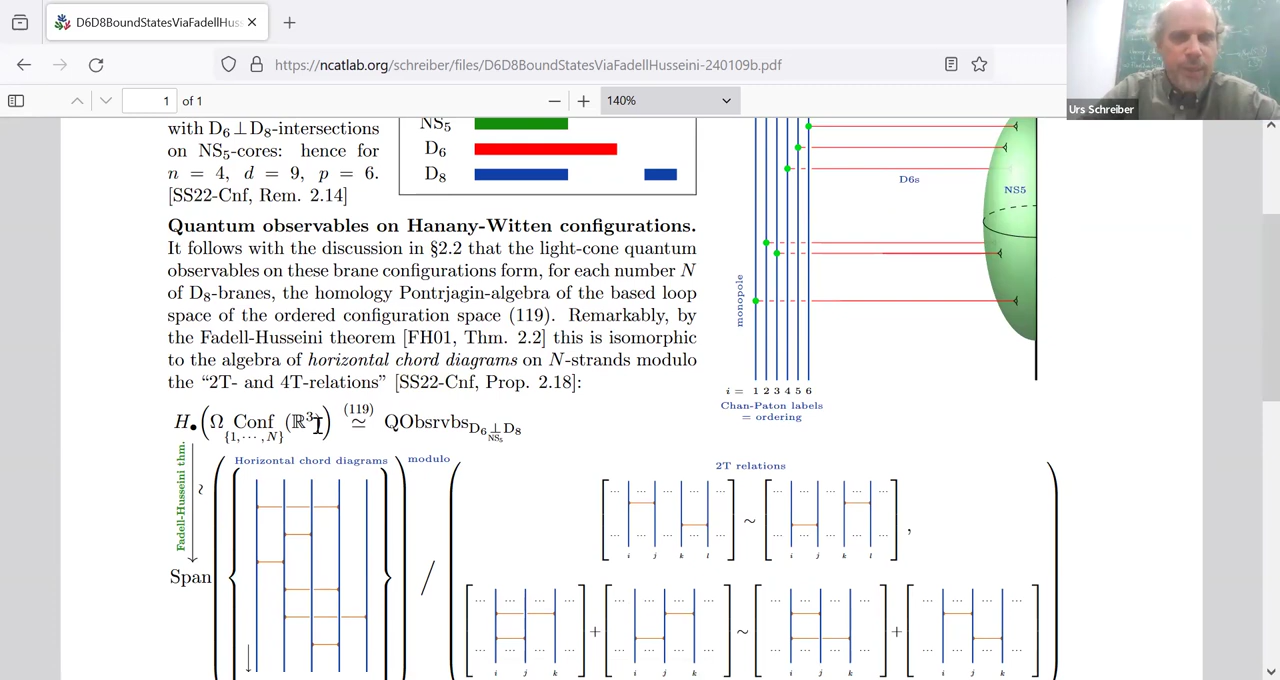 D6D8BoundStatesViaFadellHusse
https://ncatlab.org/schreiber/files/D6D8BoundStatesViaFadellHusseini-240109b.pdf
1 of 1
140%
Urs Schreiber
with D6⊥D8-intersections
on NS5-cores: hence for
n = 4, d = 9, p = 6.
[SS22-Cnf, Rem. 2.14]
NS5
D6
D8
Quantum observables on Hanany-Witten configurations.
It follows with the discussion in §2.2 that the light-cone quantum
observables on these brane configurations form, for each number N
of D8-branes, the homology Pontrjagin-algebra of the based loop
space of the ordered configuration space (119). Remarkably, by
the Fadell-Husseini theorem [FH01, Thm. 2.2] this is isomorphic
to the algebra of horizontal chord diagrams on N-strands modulo
the “2T- and 4T-relations” [SS22-Cnf, Prop. 2.18]:
D6s
NS5
monopole
i = 1 2 3 4 5 6
Chan-Paton labels
= ordering
H•(Ω Conf{1,⋯,N}(ℝ3)) (119)≃ QObsrvbsD6⊥NS5D8
Fadell-Husseini thm.
~
Span
Horizontal chord diagrams
modulo
/
2T relations
[... ... ... ... ... ... i j k l] ~ [... ... ... ... ... ... i j k l] ,
[... ... ... ... i j k] + [... ... ... ... i j k] ~ [... ... ... ... i j k] + [... ... ... ... i j k]